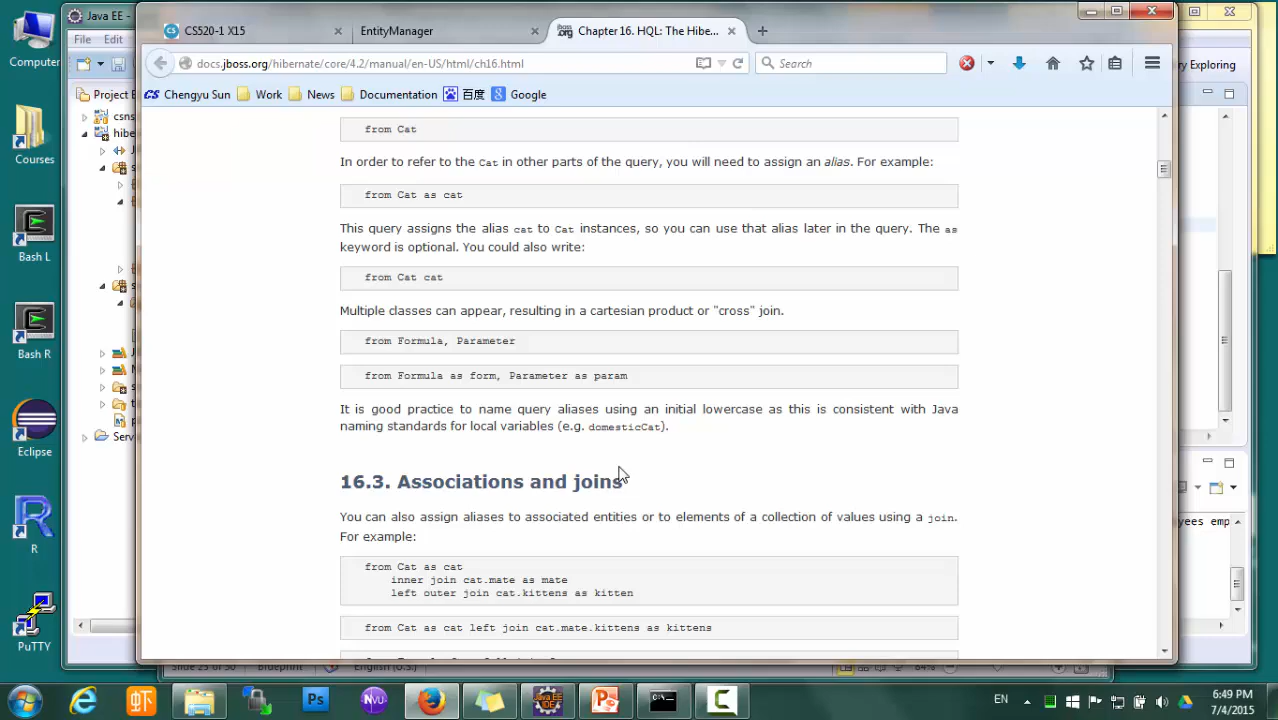 Computer
Courses
Bash L
Bash R
Eclipse
R
PuTTY
Java EE -
File
Edit
Project E
csns
hibe
Serv
CS520-1 X15
EntityManager
Chapter 16. HQL: The Hibe...
docs.jboss.org/hibernate/core/4.2/manual/en-US/html/ch16.html
Search
Chengyu Sun
Work
News
Documentation
百度
Google
from Cat
In order to refer to the Cat in other parts of the query, you will need to assign an alias. For example:
from Cat as cat
This query assigns the alias cat to Cat instances, so you can use that alias later in the query. The as
keyword is optional. You could also write:
from Cat cat
Multiple classes can appear, resulting in a cartesian product or "cross" join.
from Formula, Parameter
from Formula as form, Parameter as param
It is good practice to name query aliases using an initial lowercase as this is consistent with Java
naming standards for local variables (e.g. domesticCat).
16.3. Associations and joins
You can also assign aliases to associated entities or to elements of a collection of values using a join.
For example:
from Cat as cat
inner join cat.mate as mate
left outer join cat.kittens as kitten
from Cat as cat left join cat.mate.kittens as kittens
ry Exploring
yees emp
English (U.S.)
84%
EN
6:49 PM
7/4/2015